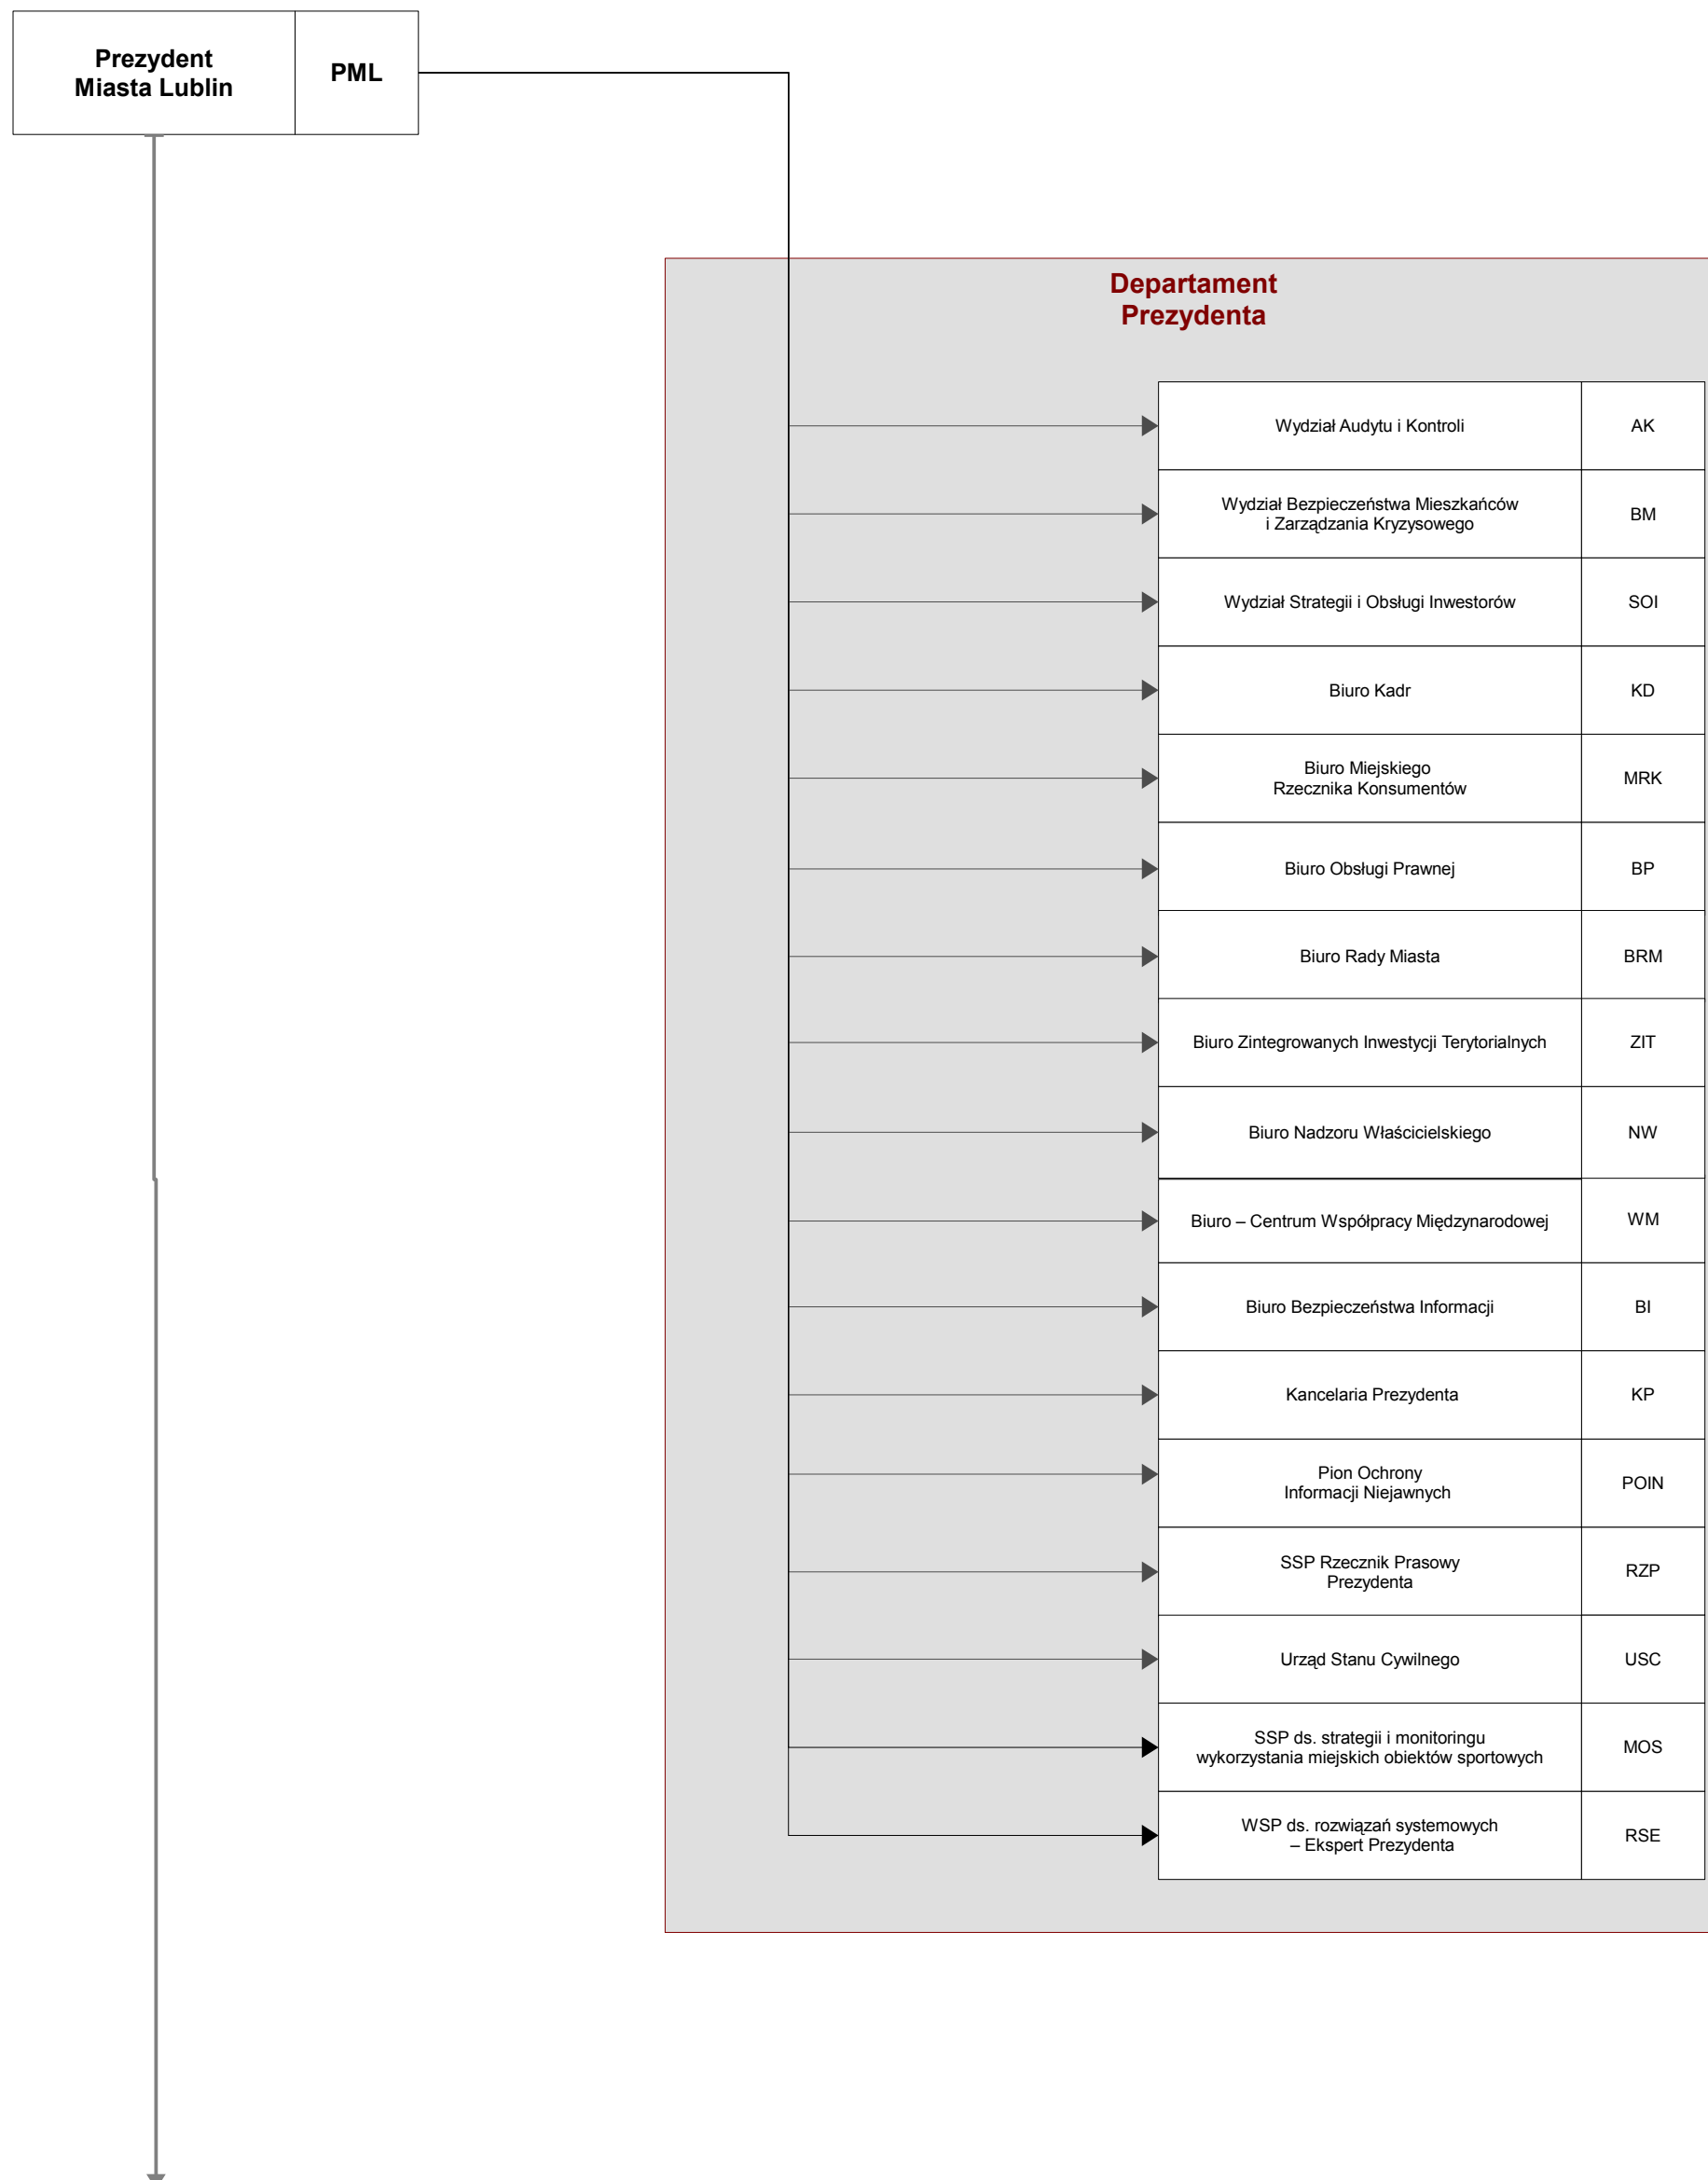 Prezydent
Miasta Lublin
PML
Departament
Prezydenta
Wydział Audytu i Kontroli
AK
Wydział Bezpieczeństwa Mieszkańców
i Zarządzania Kryzysowego
BM
Wydział Strategii i Obsługi Inwestorów
SOI
Biuro Kadr
KD
Biuro Miejskiego
Rzecznika Konsumentów
MRK
Biuro Obsługi Prawnej
BP
Biuro Rady Miasta
BRM
Biuro Zintegrowanych Inwestycji Terytorialnych
ZIT
Biuro Nadzoru Właścicielskiego
NW
Biuro – Centrum Współpracy Międzynarodowej
WM
Biuro Bezpieczeństwa Informacji
BI
Kancelaria Prezydenta
KP
Pion Ochrony
Informacji Niejawnych
POIN
SSP Rzecznik Prasowy
Prezydenta
RZP
Urząd Stanu Cywilnego
USC
SSP ds. strategii i monitoringu
wykorzystania miejskich obiektów sportowych
MOS
WSP ds. rozwiązań systemowych
– Ekspert Prezydenta
RSE